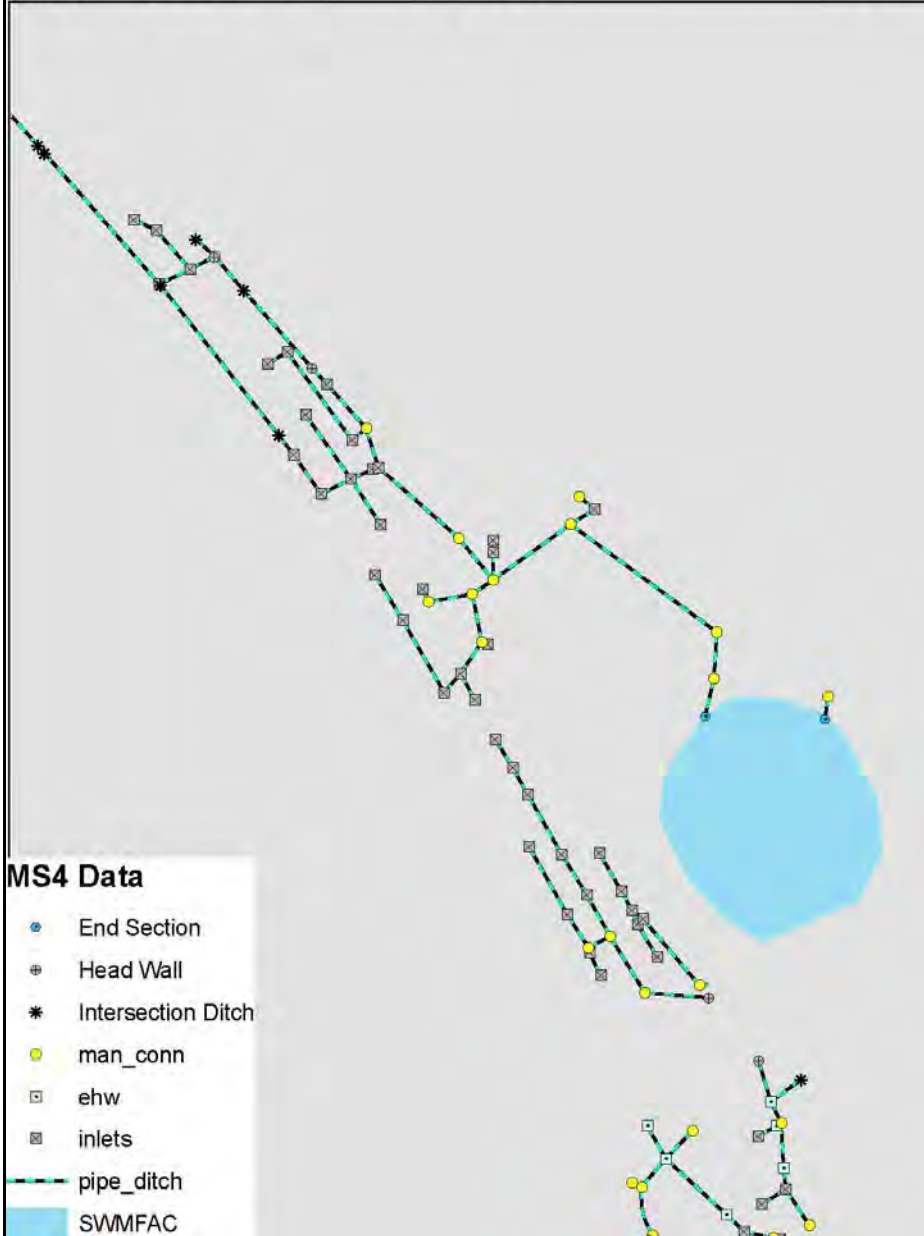 MS4 Data
End Section
Head Wall
Intersection Ditch
man_conn
ehw
inlets
pipe_ditch
SWMFAC